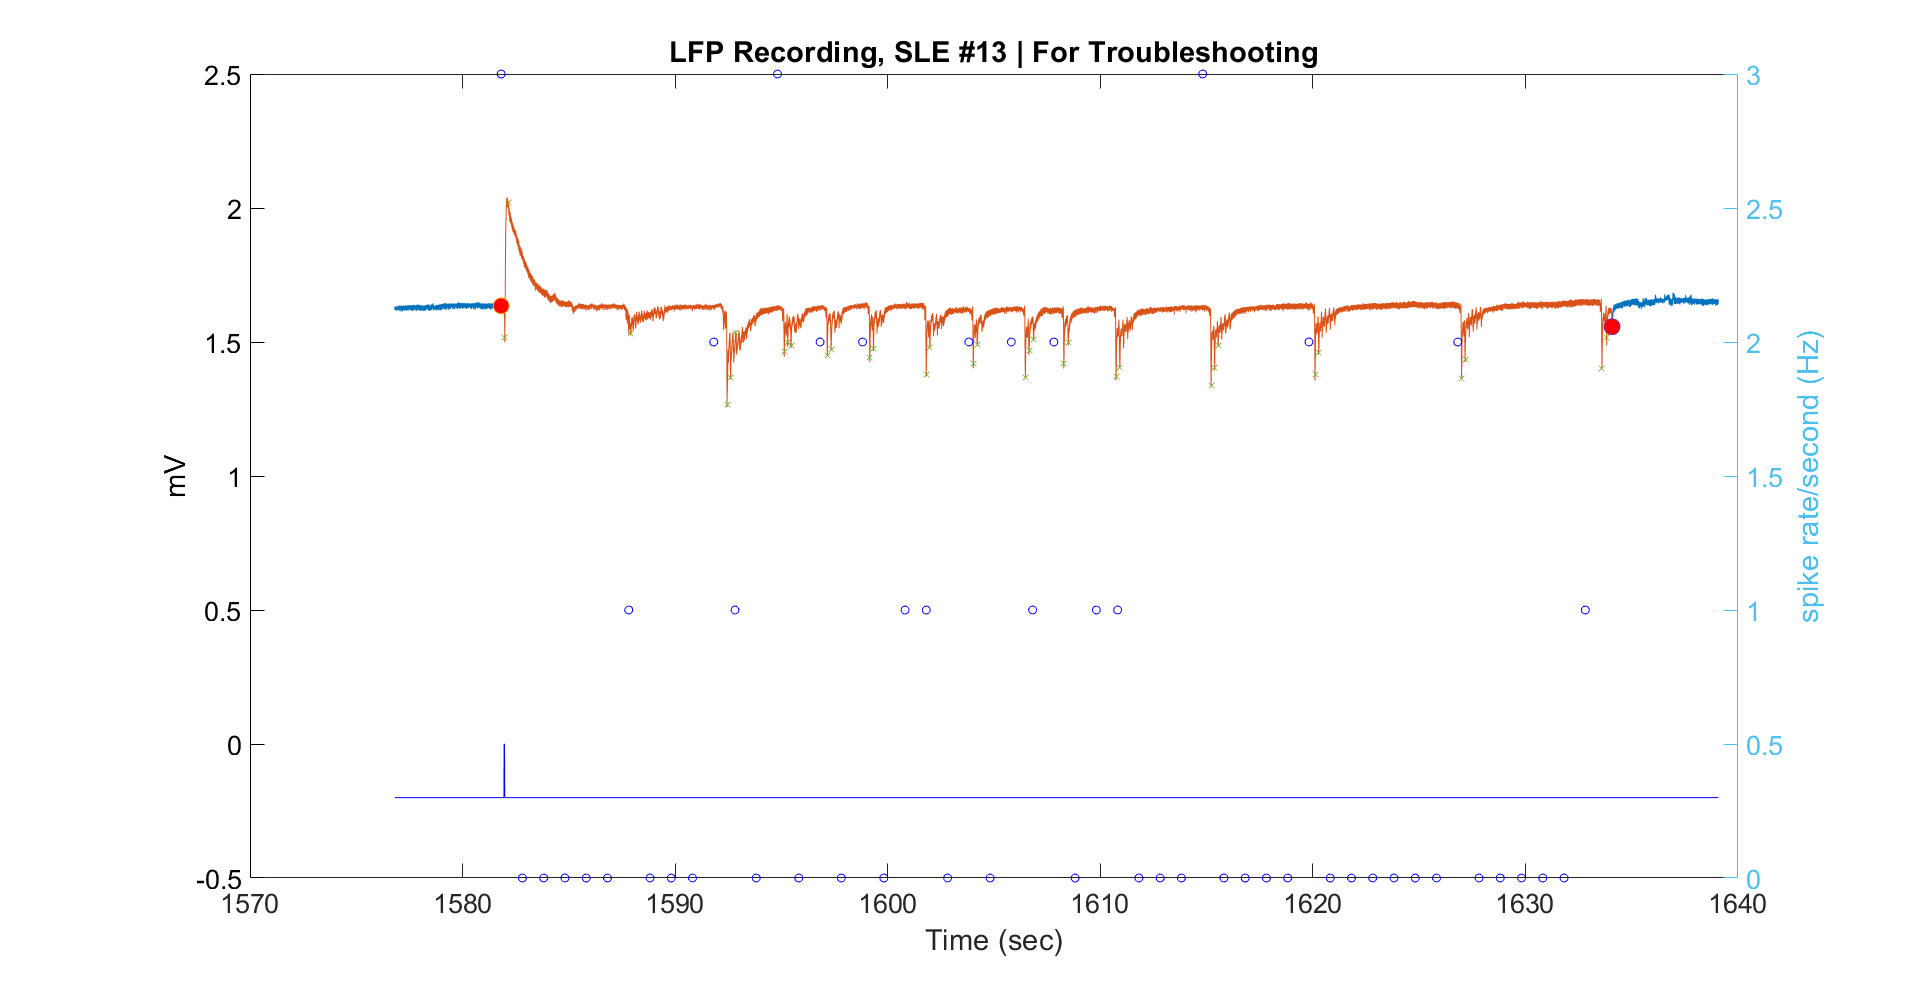 LFP Recording, SLE #13 | For Troubleshooting
2.5
2
1.5
1
0.5
0
-0.5
mV
3
2.5
2
1.5
1
0.5
0
spike rate/second (Hz)
1570 1580 1590 1600 1610 1620 1630 1640
Time (sec)